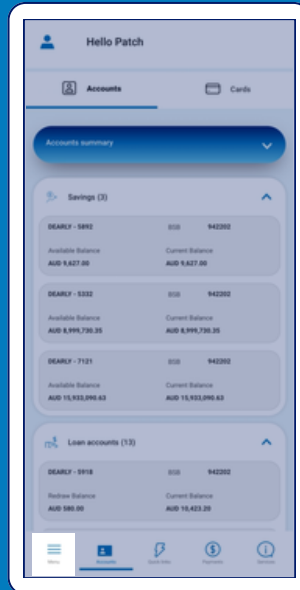 Hello Patch
Accounts Cards
Accounts summary
Savings (3)
DEARLY - 5892 BSB 942202
Available Balance Current Balance
AUD 9,627.00 AUD 9,627.00
DEARLY - 5332 BSB 942202
Available Balance Current Balance
AUD 8,999,730.35 AUD 8,999,730.35
DEARLY - 7121 BSB 942202
Available Balance Current Balance
AUD 15,933,090.63 AUD 15,933,090.63
Loan accounts (13)
DEARLY - 5918 BSB 942202
Redraw Balance Current Balance
AUD 580.00 AUD 16,423.20
Menu Accounts Quick links Payments Services